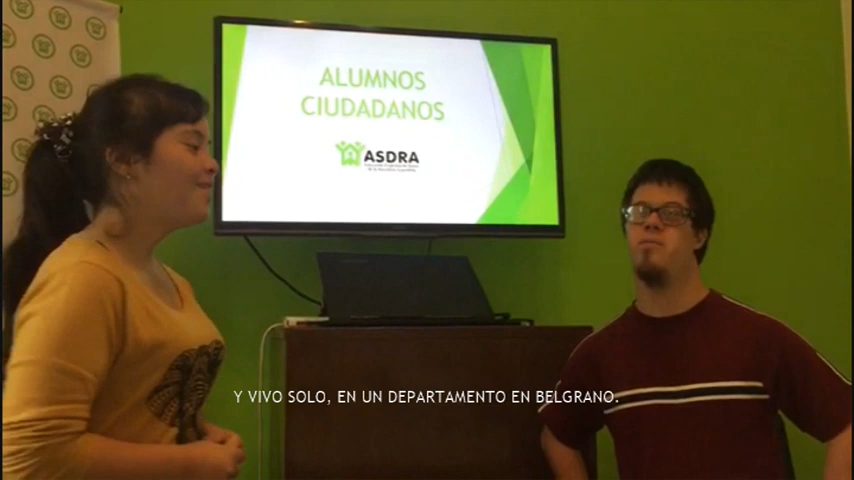 ALUMNOS
CIUDADANOS
ASDRA
Y VIVO SOLO, EN UN DEPARTAMENTO EN BELGRANO.